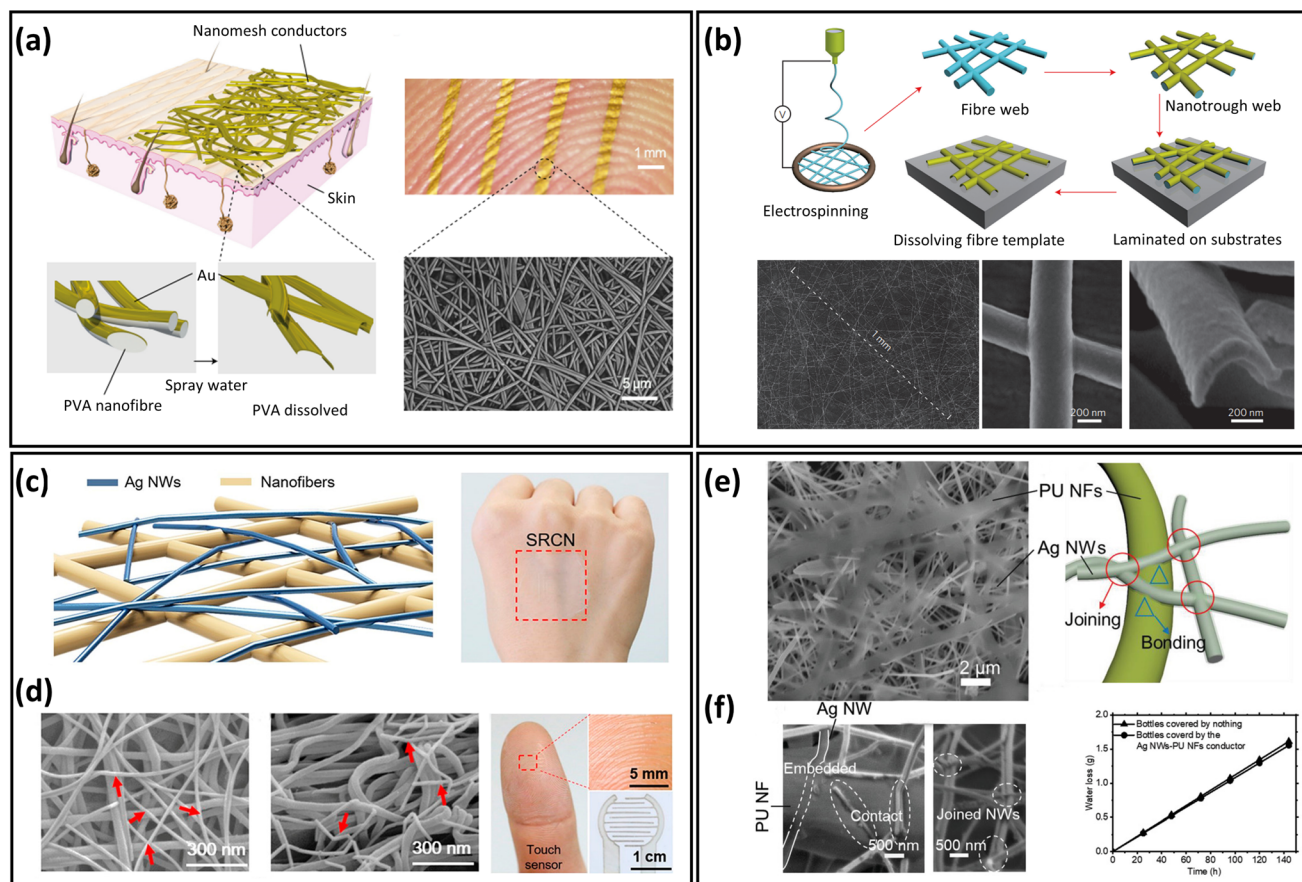 (a)
Nanomesh conductors
Skin
1 mm
Au
PVA nanofibre
Spray water
PVA dissolved
5 μm
(b)
V
Electrospinning
Fibre web
Nanotrough web
Dissolving fibre template
Laminated on substrates
1 mm
200 nm
200 nm
(c)
Ag NWs
Nanofibers
SRCN
(d)
300 nm
300 nm
Touch
sensor
5 mm
1 cm
(e)
PU NFs
Ag NWs
2 μm
Joining
Bonding
(f)
Ag NW
Embedded
PU NF
Contact
500 nm
Joined NWs
500 nm
Bottles covered by nothing
Bottles coverd by the
Ag NWs-PU NFs conductor
Water loss (g)
2.0
1.5
1.0
0.5
0.0
0 20 40 60 80 100 120 140
Time (h)